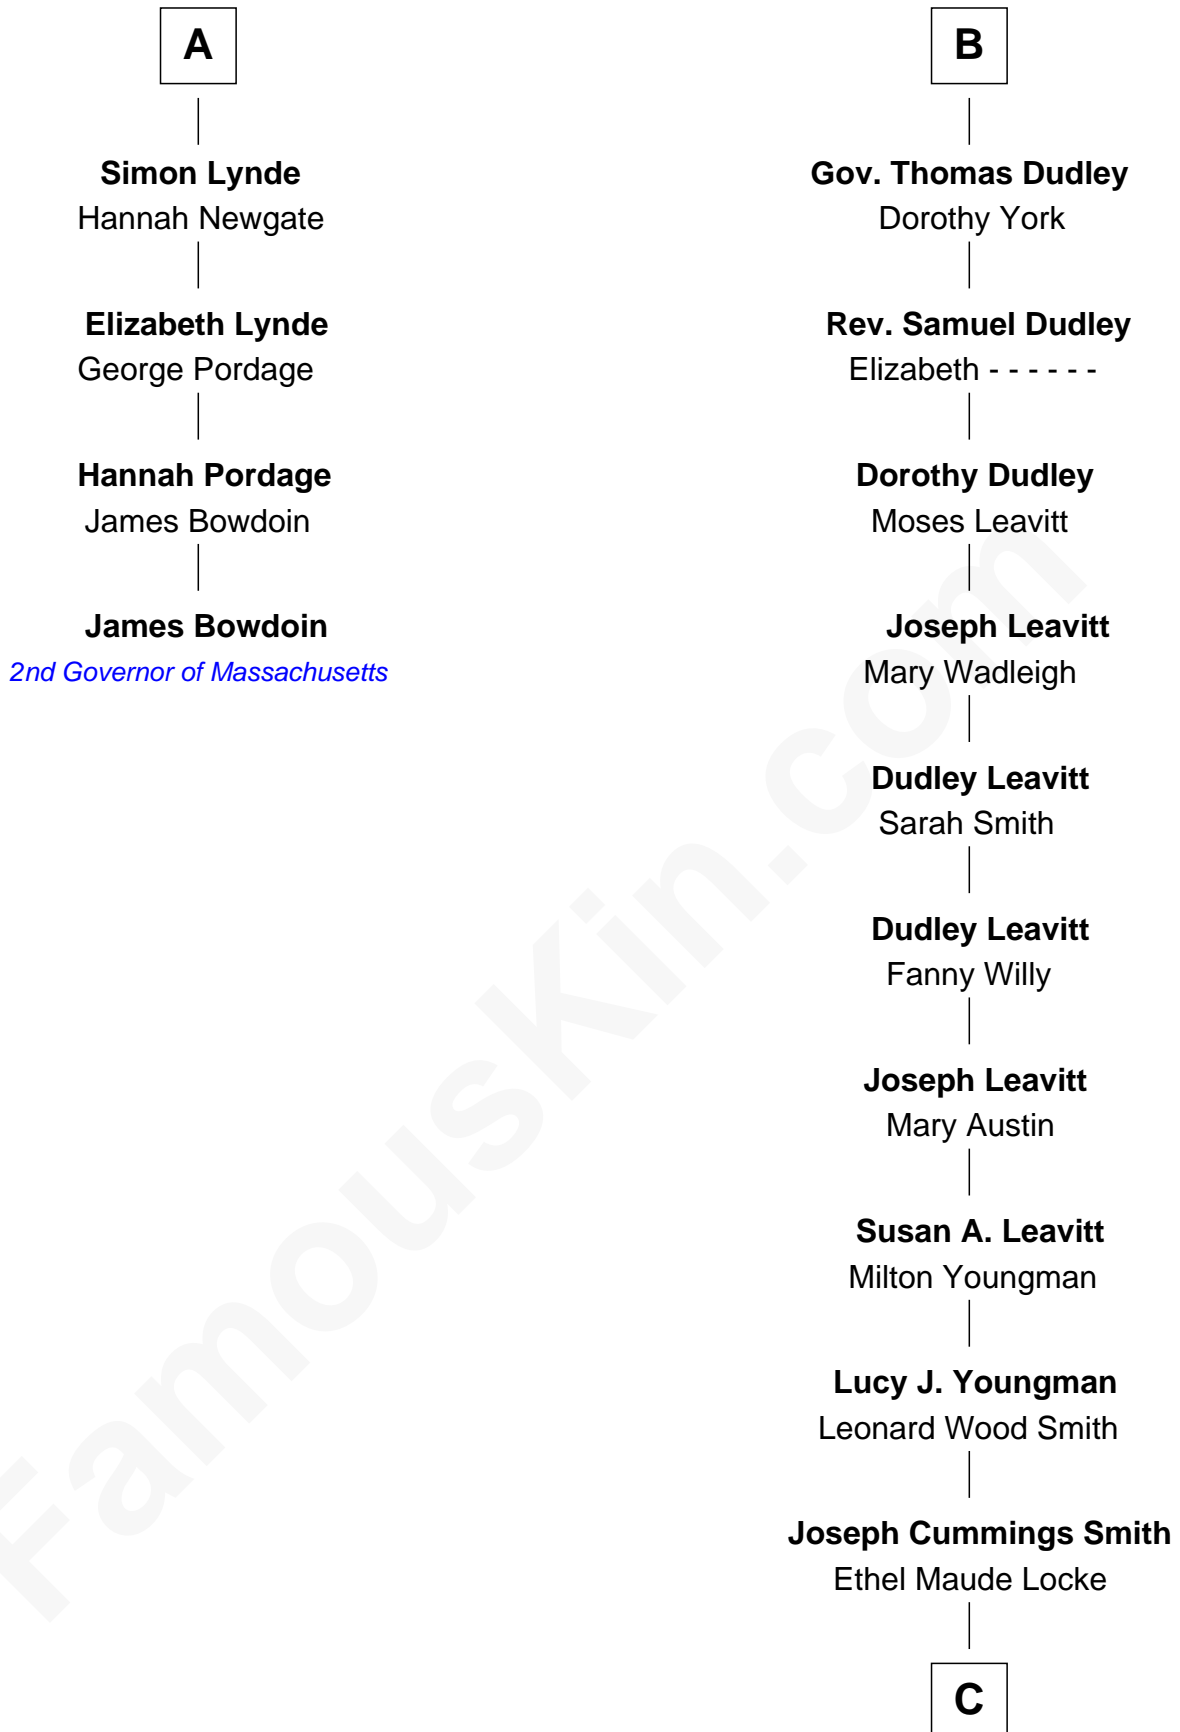 A
Simon Lynde
Hannah Newgate
Elizabeth Lynde
George Pordage
Hannah Pordage
James Bowdoin
James Bowdoin
2nd Governor of Massachusetts
B
Gov. Thomas Dudley
Dorothy York
Rev. Samuel Dudley
Elizabeth - - - - - -
Dorothy Dudley
Moses Leavitt
Joseph Leavitt
Mary Wadleigh
Dudley Leavitt
Sarah Smith
Dudley Leavitt
Fanny Willy
Joseph Leavitt
Mary Austin
Susan A. Leavitt
Milton Youngman
Lucy J. Youngman
Leonard Wood Smith
Joseph Cummings Smith
Ethel Maude Locke
C
FamousKin.com